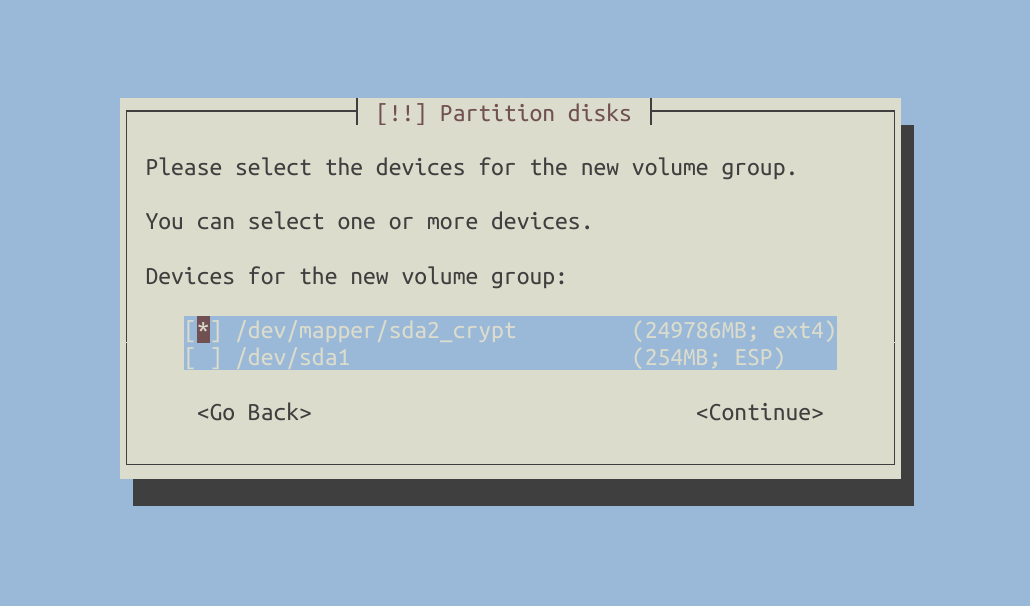 [!!] Partition disks
Please select the devices for the new volume group.
You can select one or more devices.
Devices for the new volume group:
[*] /dev/mapper/sda2_crypt (249786MB; ext4)
[ ] /dev/sda1 (254MB; ESP)
<Go Back> <Continue>